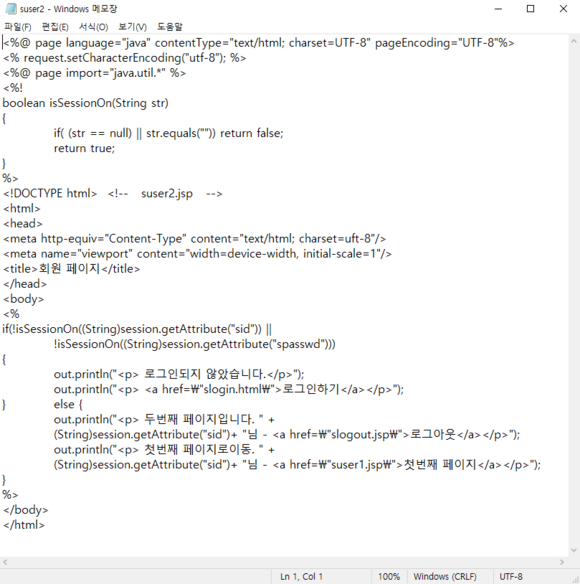 suser2 - Windows 메모장
파일(F) 편집(E) 서식(O) 보기(V) 도움말
<%@ page language="java" contentType="text/html; charset=UTF-8" pageEncoding="UTF-8"%>
<% request.setCharacterEncoding("utf-8"); %>
<%@ page import="java.util.*" %>
<%!
boolean isSessionOn(String str)
{
if( (str == null) || str.equals("")) return false;
return true;
}
%>
<!DOCTYPE html> <!-- suser2.jsp -->
<html>
<head>
<meta http-equiv="Content-Type" content="text/html; charset=uft-8"/>
<meta name="viewport" content="width=device-width, initial-scale=1"/>
<title>회원 페이지</title>
</head>
<body>
<%
if(!isSessionOn((String)session.getAttribute("sid")) ||
!isSessionOn((String)session.getAttribute("spasswd")))
{
out.println("<p> 로그인되지 않았습니다.</p>");
out.println("<p> <a href=₩"slogin.html₩">로그인하기</a></p>");
} else {
out.println("<p> 두번째 페이지입니다. " +
(String)session.getAttribute("sid")+ "님 - <a href=₩"slogout.jsp₩">로그아웃</a></p>");
out.println("<p> 첫번째 페이지로이동. " +
(String)session.getAttribute("sid")+ "님 - <a href=₩"suser1.jsp₩">첫번째 페이지</a></p>");
}
%>
</body>
</html>
Ln 1, Col 1 100% Windows (CRLF) UTF-8